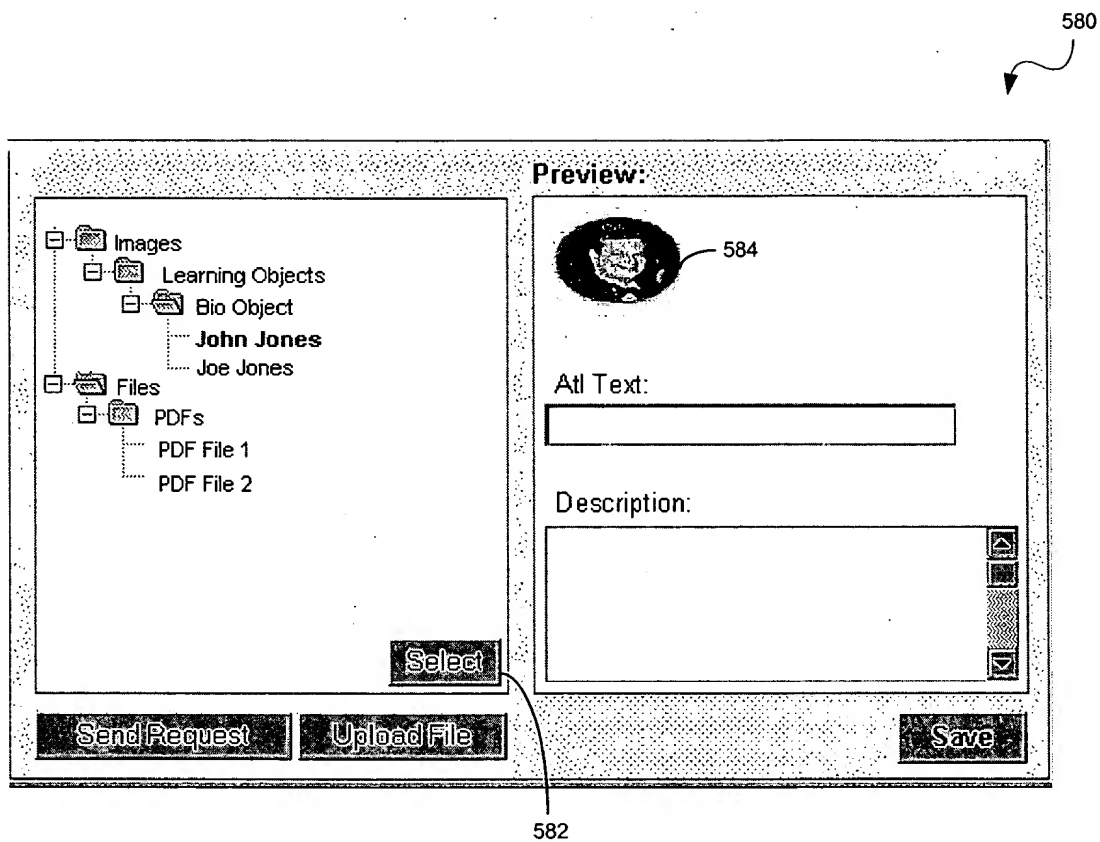 580
Preview:
Images
Learning Objects
Bio Object
John Jones
Joe Jones
Files
PDFs
PDF File 1
PDF File 2
Select
Send Request
Upload File
584
Atl Text:
Description:
Save
582